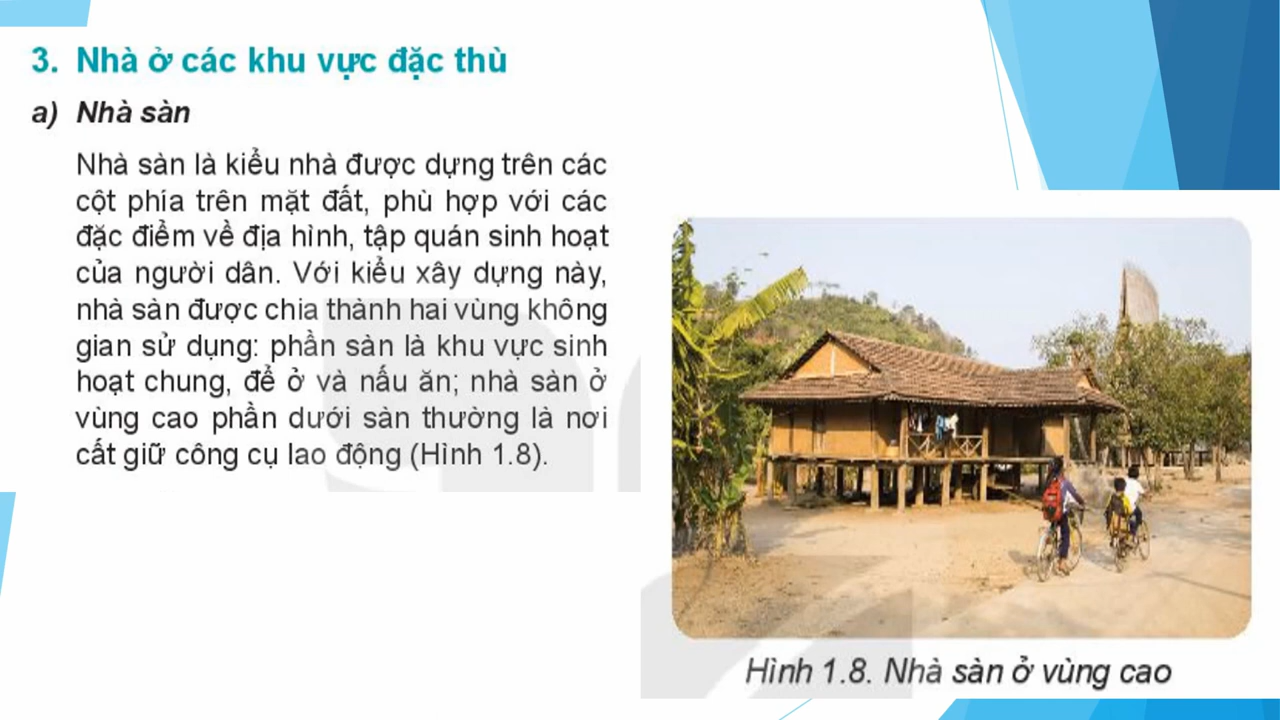 3. Nhà ở các khu vực đặc thù
a) Nhà sàn
Nhà sàn là kiểu nhà được dựng trên các
cột phía trên mặt đất, phù hợp với các
đặc điểm về địa hình, tập quán sinh hoạt
của người dân. Với kiểu xây dựng này,
nhà sàn được chia thành hai vùng không
gian sử dụng: phần sàn là khu vực sinh
hoạt chung, để ở và nấu ăn; nhà sàn ở
vùng cao phần dưới sàn thường là nơi
cất giữ công cụ lao động (Hình 1.8).
Hình 1.8. Nhà sàn ở vùng cao